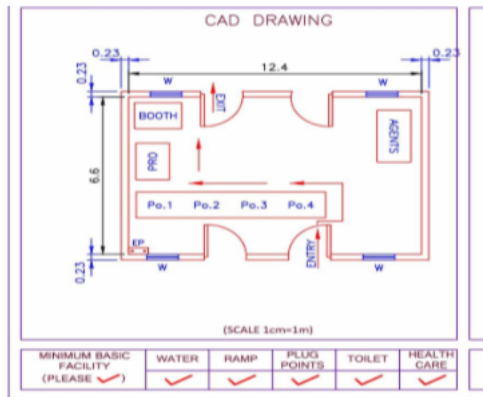 CAD DRAWING
0.23
0.23
12.4
0.23
W
EXIT
W
BOOTH
AGENTS
PRO
6.6
Po.1 Po.2 Po.3 Po.4
EP
0.23
W
ENTRY
W
(SCALE 1cm=1m)
MINIMUM BASIC FACILITY (PLEASE ✓)
WATER
RAMP
PLUG POINTS
TOILET
HEALTH CARE
✓ ✓ ✓ ✓ ✓